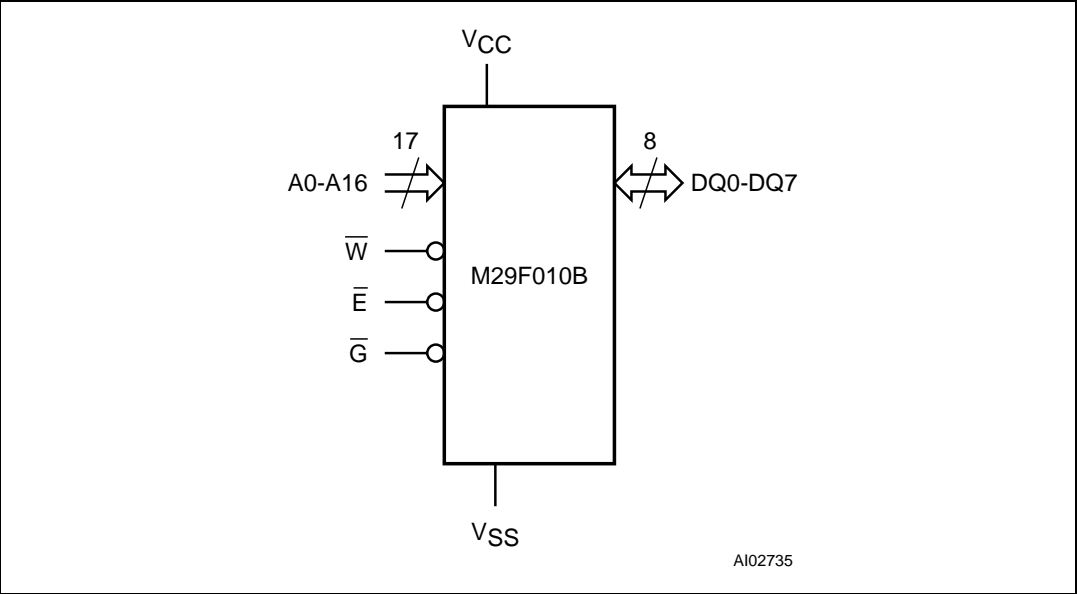 VCC
17
A0-A16
8
DQ0-DQ7
W̅
E̅
G̅
M29F010B
VSS
AI02735